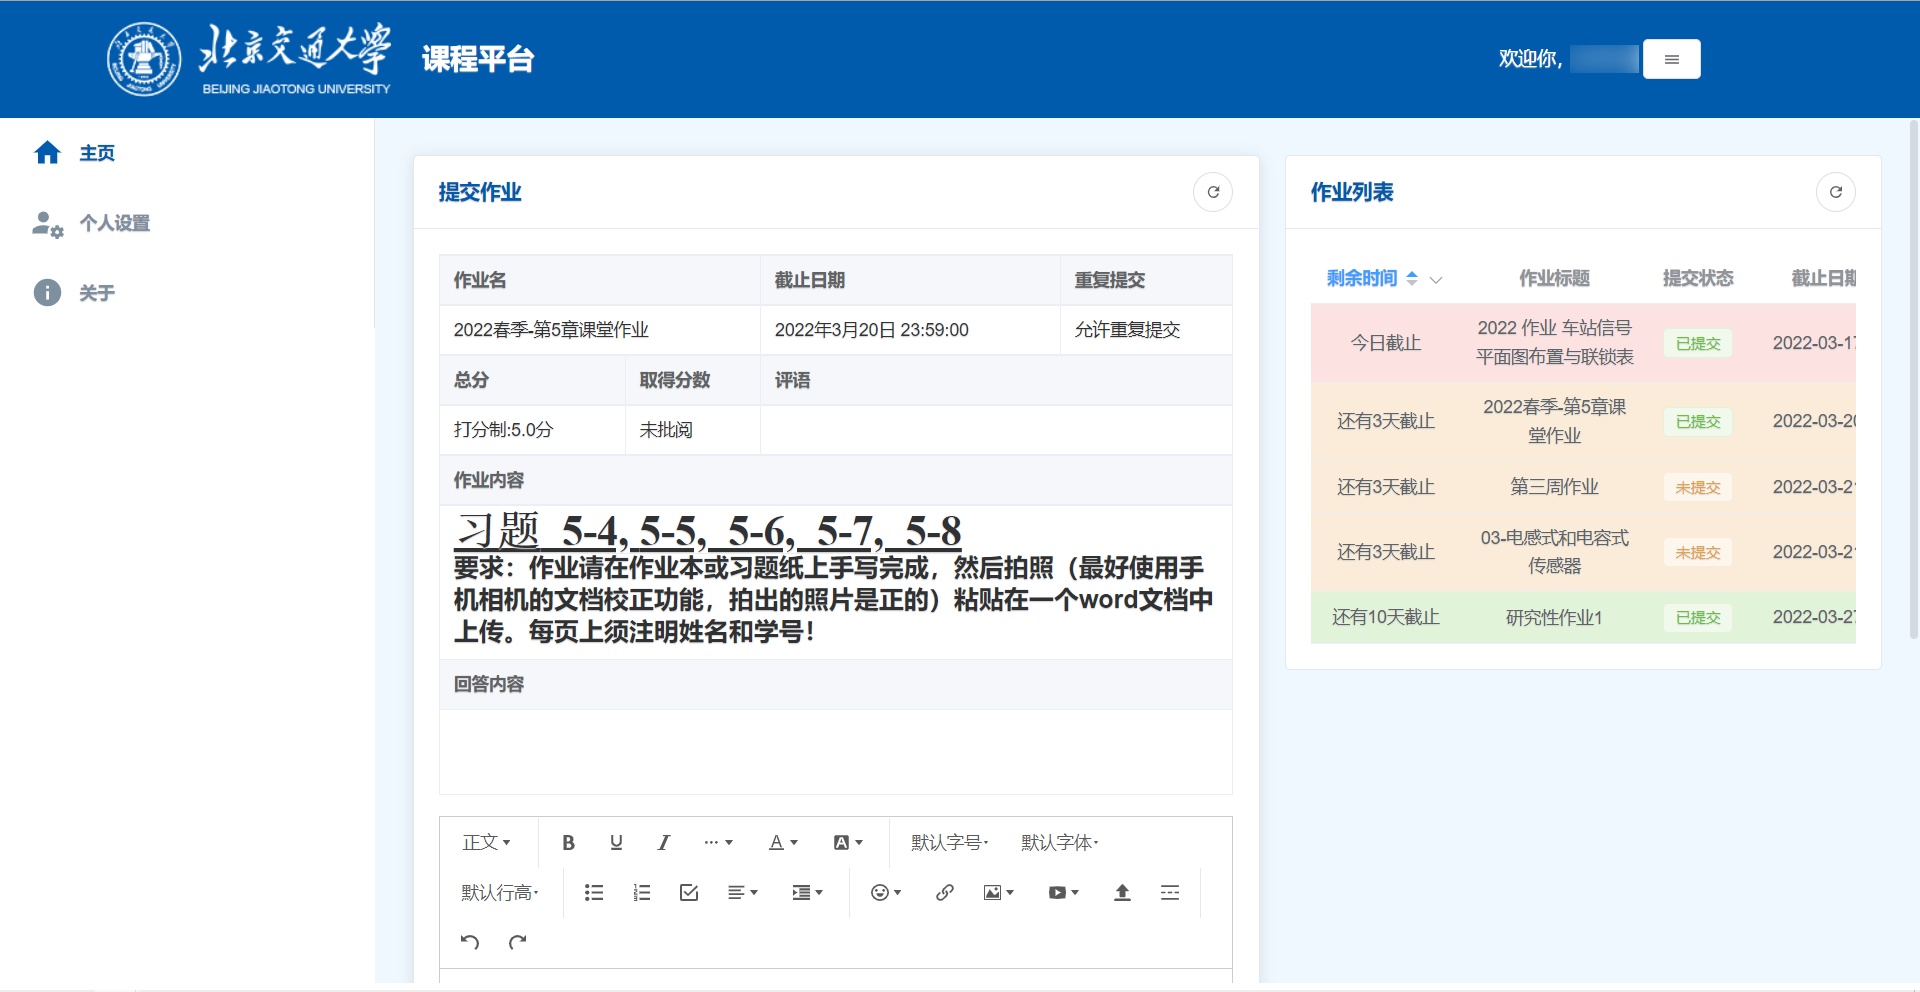 北京交通大学
BEIJING JIAOTONG UNIVERSITY
课程平台
欢迎你,
主页
个人设置
关于
提交作业
作业名 截止日期 重复提交
2022春季-第5章课堂作业 2022年3月20日 23:59:00 允许重复提交
总分 取得分数 评语
打分制:5.0分 未批阅
作业内容
习题 5-4, 5-5, 5-6, 5-7, 5-8
要求：作业请在作业本或习题纸上手写完成，然后拍照（最好使用手
机相机的文档校正功能，拍出的照片是正的）粘贴在一个word文档中
上传。每页上须注明姓名和学号！
回答内容
正文 B U I ··· A A 默认字号 默认字体
默认行高
作业列表
剩余时间 作业标题 提交状态 截止日期
今日截止 2022 作业 车站信号
平面图布置与联锁表 已提交 2022-03-17
还有3天截止 2022春季-第5章课
堂作业 已提交 2022-03-20
还有3天截止 第三周作业 未提交 2022-03-21
还有3天截止 03-电感式和电容式
传感器 未提交 2022-03-21
还有10天截止 研究性作业1 已提交 2022-03-27